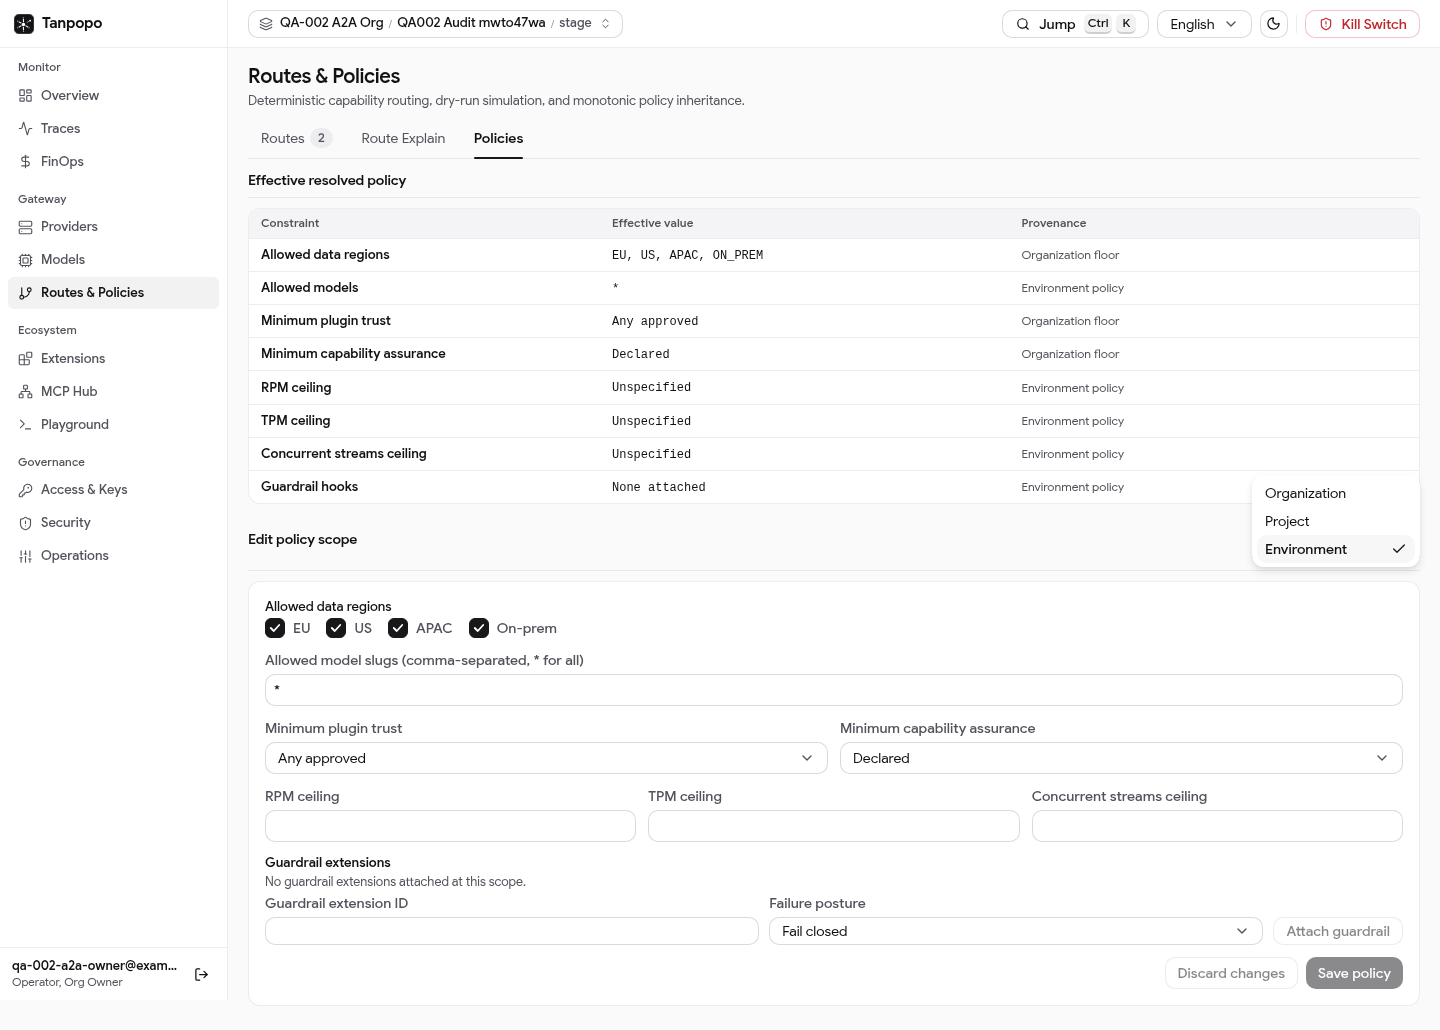 Tanpopo
QA-002 A2A Org / QA002 Audit mwto47wa / stage
Jump Ctrl K
English
Kill Switch
Monitor
Overview
Traces
FinOps
Gateway
Providers
Models
Routes & Policies
Ecosystem
Extensions
MCP Hub
Playground
Governance
Access & Keys
Security
Operations
qa-002-a2a-owner@exam...
Operator, Org Owner
Routes & Policies
Deterministic capability routing, dry-run simulation, and monotonic policy inheritance.
Routes 2 Route Explain Policies
Effective resolved policy
Constraint Effective value Provenance
Allowed data regions EU, US, APAC, ON_PREM Organization floor
Allowed models * Environment policy
Minimum plugin trust Any approved Organization floor
Minimum capability assurance Declared Organization floor
RPM ceiling Unspecified Environment policy
TPM ceiling Unspecified Environment policy
Concurrent streams ceiling Unspecified Environment policy
Guardrail hooks None attached Environment policy
Organization
Project
Environment
Edit policy scope
Allowed data regions
EU US APAC On-prem
Allowed model slugs (comma-separated, * for all)
*
Minimum plugin trust Minimum capability assurance
Any approved Declared
RPM ceiling TPM ceiling Concurrent streams ceiling
Guardrail extensions
No guardrail extensions attached at this scope.
Guardrail extension ID Failure posture
Fail closed Attach guardrail
Discard changes Save policy